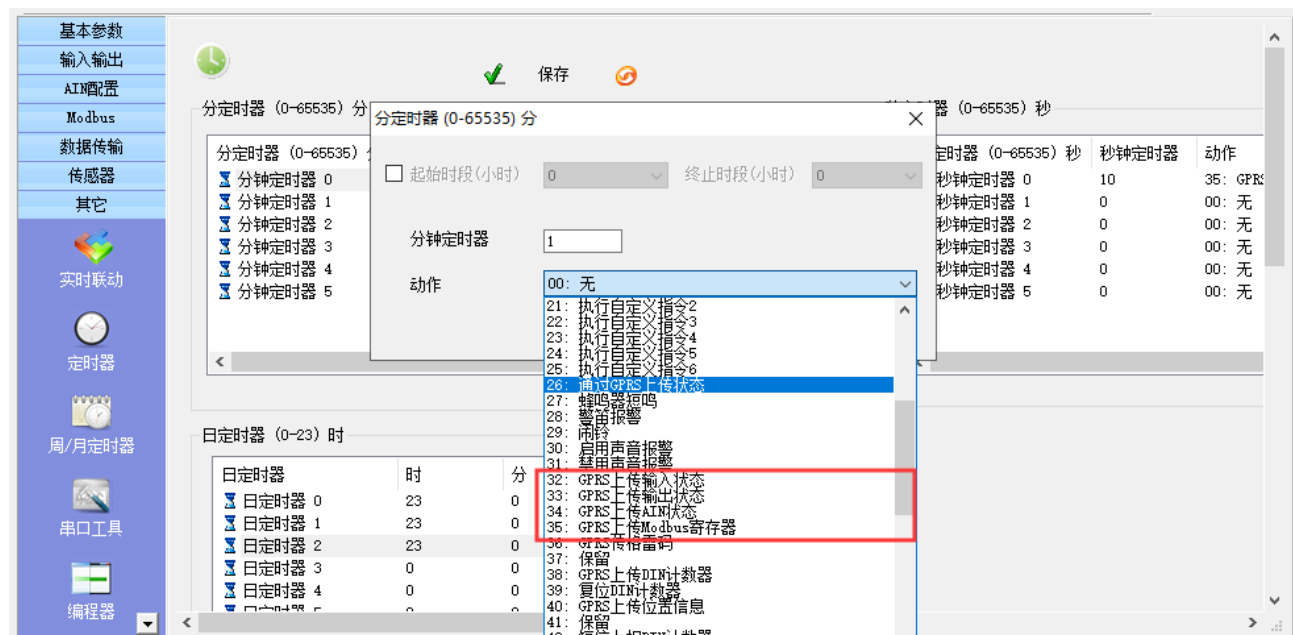 基本参数
输入输出
AIN配置
Modbus
数据传输
传感器
其它
实时联动
定时器
周/月定时器
串口工具
编程器
保存
分定时器 (0-65535) 分
分定时器 (0-65535)
分钟定时器 0
分钟定时器 1
分钟定时器 2
分钟定时器 3
分钟定时器 4
分钟定时器 5
分定时器 (0-65535) 分
起始时段(小时) 0 终止时段(小时) 0
分钟定时器 1
动作 00: 无
21: 执行自定义指令2
22: 执行自定义指令3
23: 执行自定义指令4
24: 执行自定义指令5
25: 执行自定义指令6
26: 通过GPRS上传状态
27: 蜂鸣器短鸣
28: 警笛报警
29: 闹铃
30: 启用声音报警
31: 禁用声音报警
32: GPRS上传输入状态
33: GPRS上传输出状态
34: GPRS上传AIN状态
35: GPRS上传Modbus寄存器
36: GPRS传格雷码
37: 保留
38: GPRS上传DIN计数器
39: 复位DIN计数器
40: GPRS上传位置信息
41: 保留
器 (0-65535) 秒
定时器 (0-65535) 秒 秒钟定时器 动作
秒钟定时器 0 10 35: GPRS
秒钟定时器 1 0 00: 无
秒钟定时器 2 0 00: 无
秒钟定时器 3 0 00: 无
秒钟定时器 4 0 00: 无
秒钟定时器 5 0 00: 无
日定时器 (0-23) 时
日定时器 时 分
日定时器 0 23 0
日定时器 1 23 0
日定时器 2 23 0
日定时器 3 0 0
日定时器 4 0 0